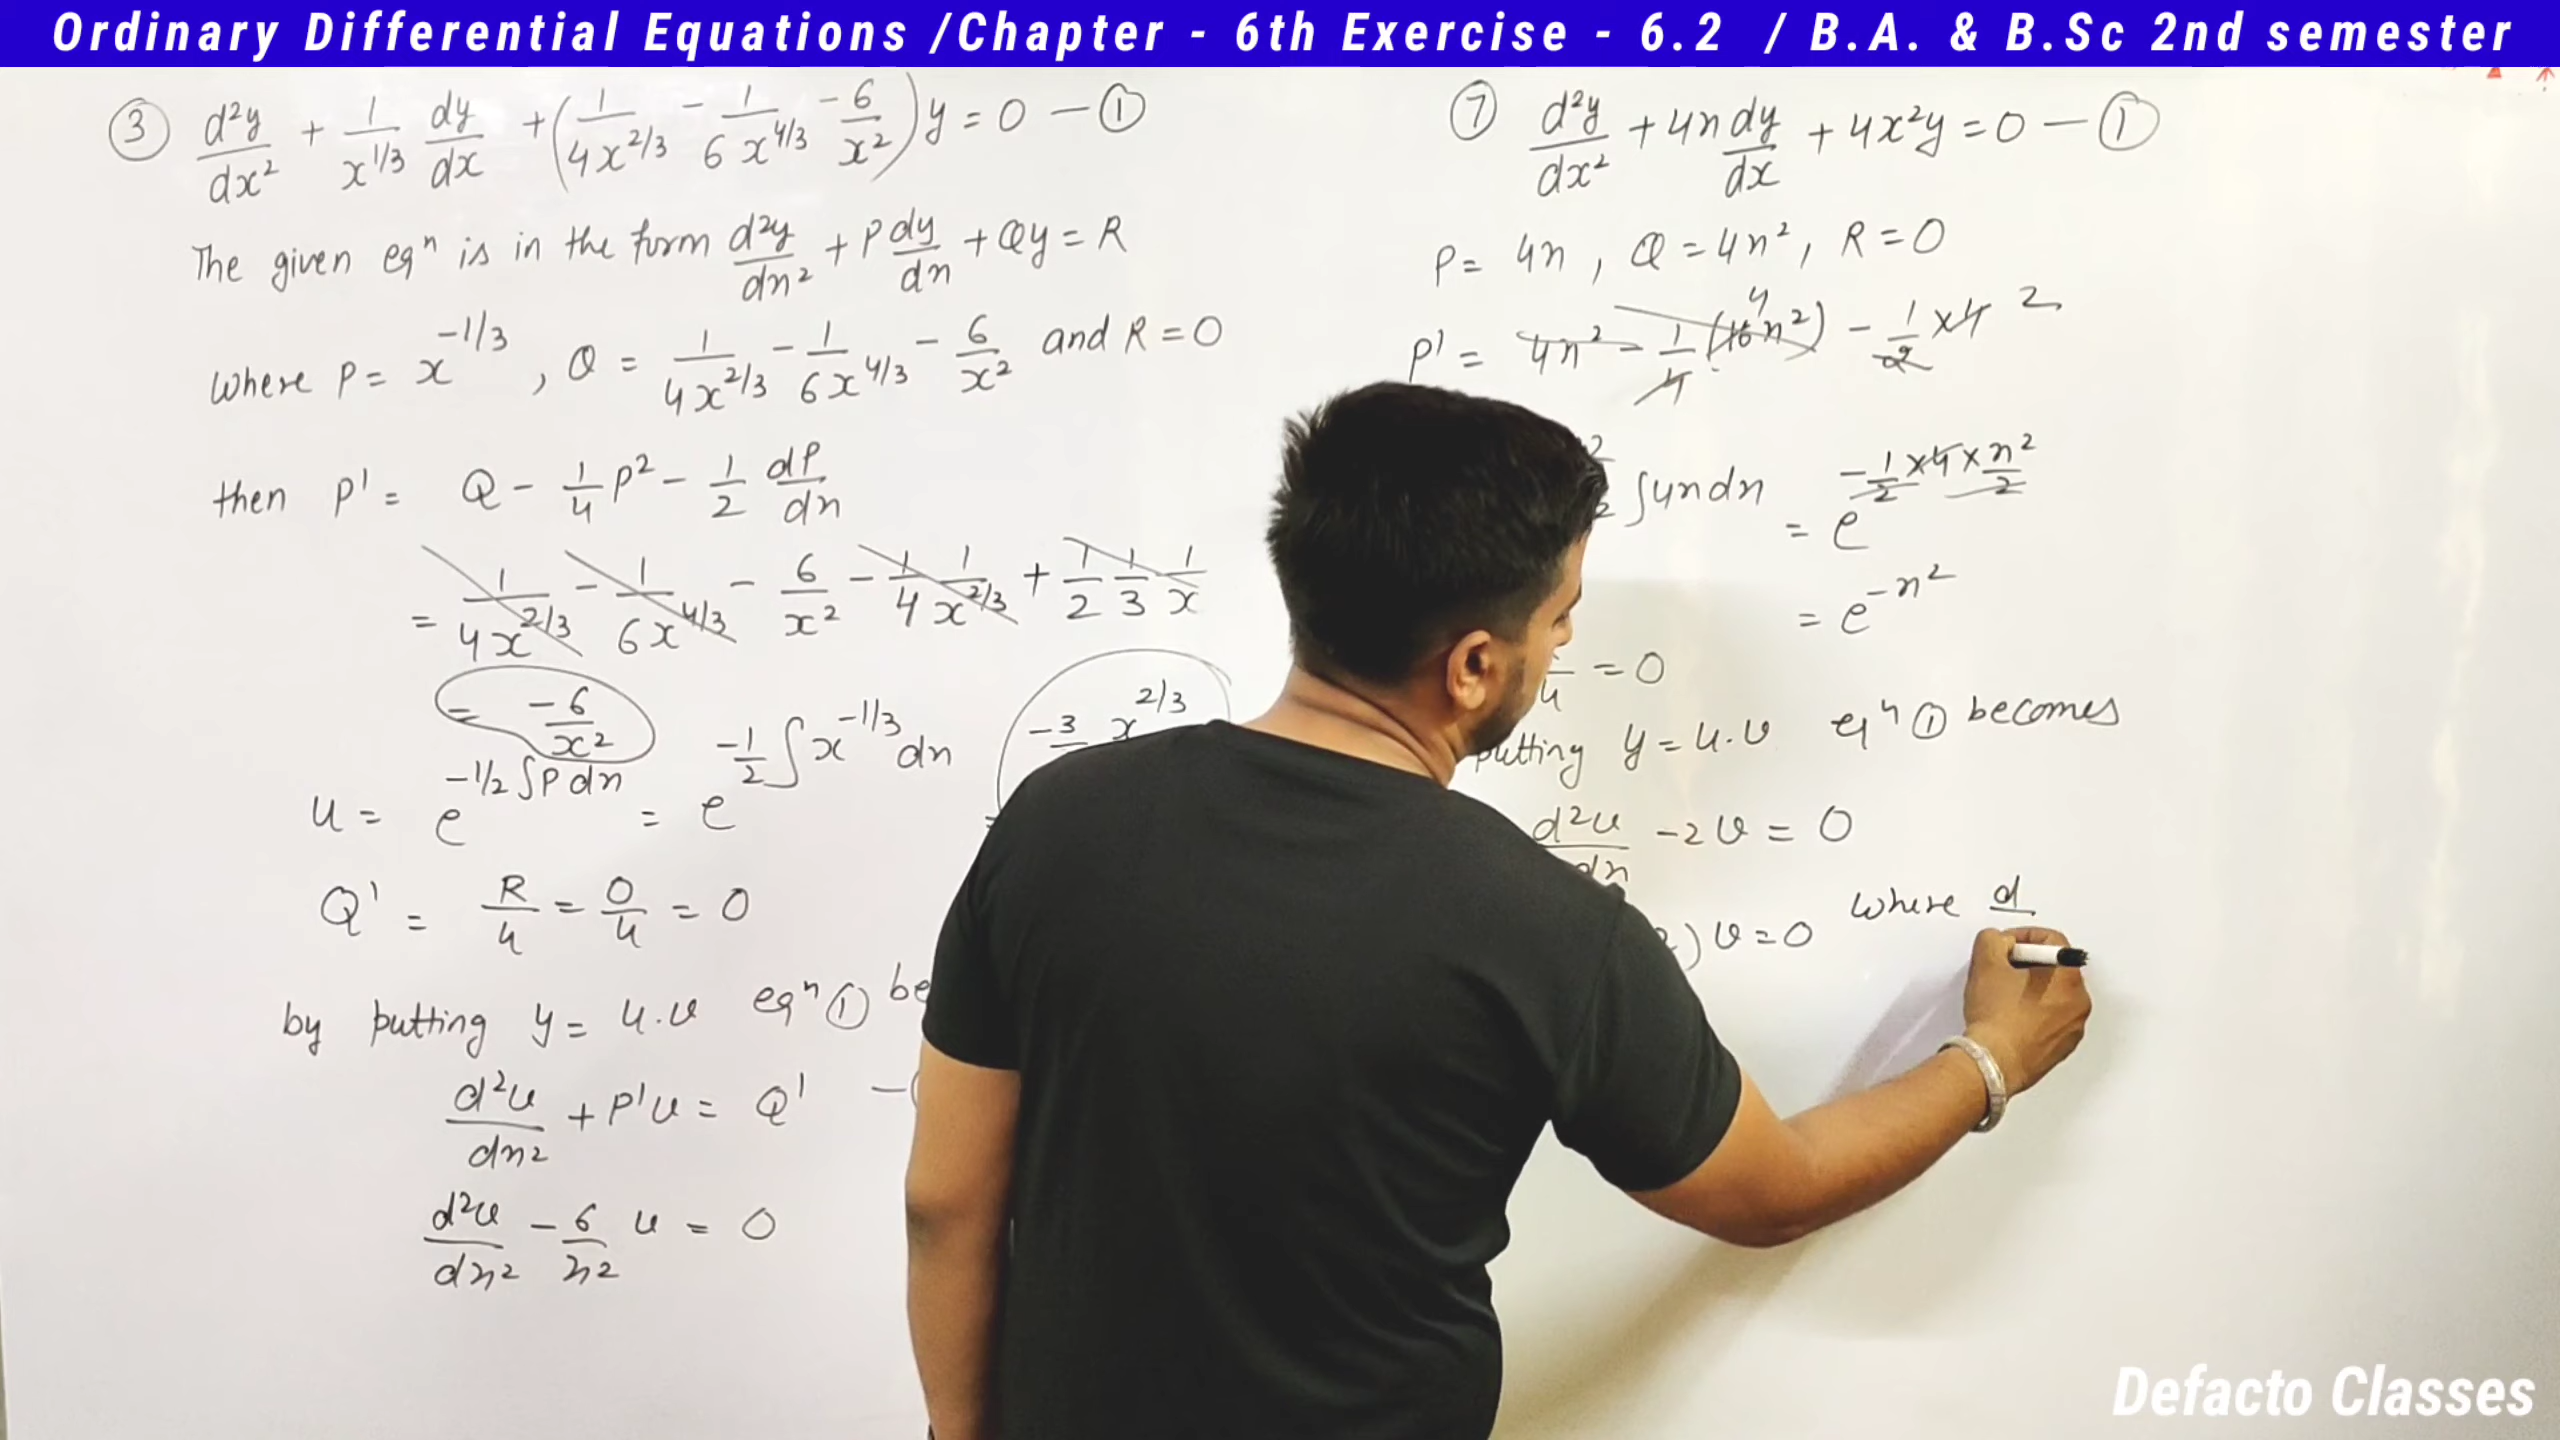 Ordinary Differential Equations /Chapter - 6th Exercise - 6.2 / B.A. & B.Sc 2nd semester
③ d²y/dx² + 1/x^1/3 dy/dx + (1/4x^2/3 - 1/6x^4/3 - 6/x²) y = 0 — ①
The given eqⁿ is in the form d²y/dx² + P dy/dx + Qy = R
Where P = x^-1/3 , Q = 1/4x^2/3 - 1/6x^4/3 - 6/x² and R = 0
then P' = Q - 1/4 P² - 1/2 dP/dx
= 1/4x^2/3 - 1/6x^4/3 - 6/x² - 1/4 1/x^2/3 + 1/2 1/3 1/x
= -6/x²
u = e^-1/2 ∫P dx = e^-1/2 ∫x^-1/3 dx = -3/ x^2/3
Q' = R/u = 0/u = 0
by putting y = u.v eqⁿ ① be
d²v/dx² + P'v = Q' —
d²v/dx² - 6/x² v = 0
⑦ d²y/dx² + 4x dy/dx + 4x²y = 0 — ①
P = 4x , Q = 4x² , R = 0
P' = 4x² - 1/4 (16x²) - 1/2 × 4 2
∫4x dx = e^-1/2 × 4 × x²/2
= e^-x²
/u = 0
putting y = u.v eqⁿ ① becomes
d²v/dx - 2v = 0
) v = 0 Where d
Defacto Classes